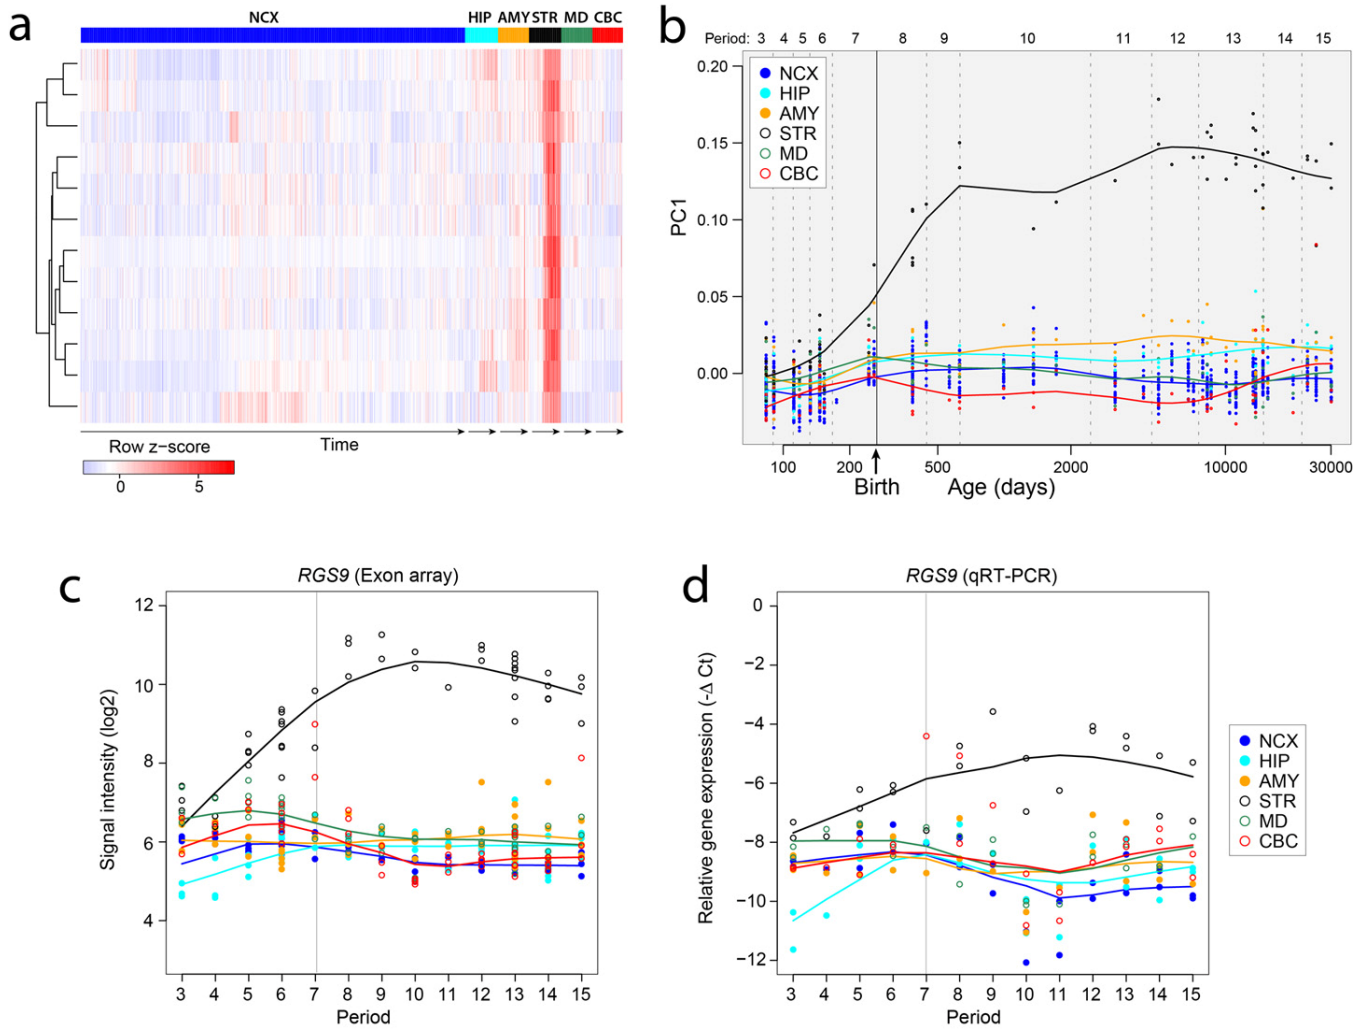 a
NCX HIP AMY STR MD CBC
Time
Row z−score
0 5
b
Period: 3 4 5 6 7 8 9 10 11 12 13 14 15
0.20
0.15
0.10
0.05
0.00
PC1
NCX
HIP
AMY
STR
MD
CBC
100 200 500 2000 10000 30000
Birth Age (days)
c
RGS9 (Exon array)
12
10
8
6
4
Signal intensity (log2)
3 4 5 6 7 8 9 10 11 12 13 14 15
Period
d
RGS9 (qRT-PCR)
0
−2
−4
−6
−8
−10
−12
Relative gene expression (-Δ Ct)
3 4 5 6 7 8 9 10 11 12 13 14 15
Period
NCX
HIP
AMY
STR
MD
CBC